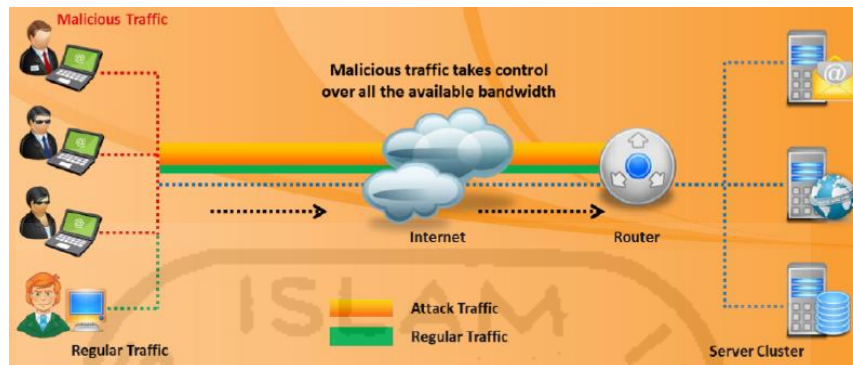 Malicious Traffic
Malicious traffic takes control
over all the available bandwidth
@
Internet
Router
ISLAM
Attack Traffic
Regular Traffic
Regular Traffic
Server Cluster